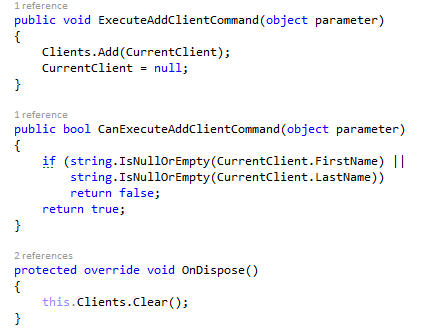 1 reference
public void ExecuteAddClientCommand(object parameter)
{
    Clients.Add(CurrentClient);
    CurrentClient = null;
}
1 reference
public bool CanExecuteAddClientCommand(object parameter)
{
    if (string.IsNullOrEmpty(CurrentClient.FirstName) ||
        string.IsNullOrEmpty(CurrentClient.LastName))
        return false;
    return true;
}
2 references
protected override void OnDispose()
{
    this.Clients.Clear();
}